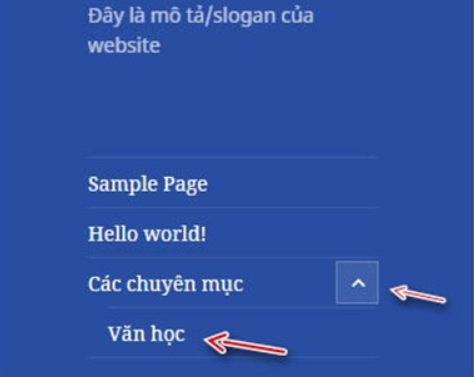 Đây là mô tả/slogan của
website
Sample Page
Hello world!
Các chuyên mục
Văn học